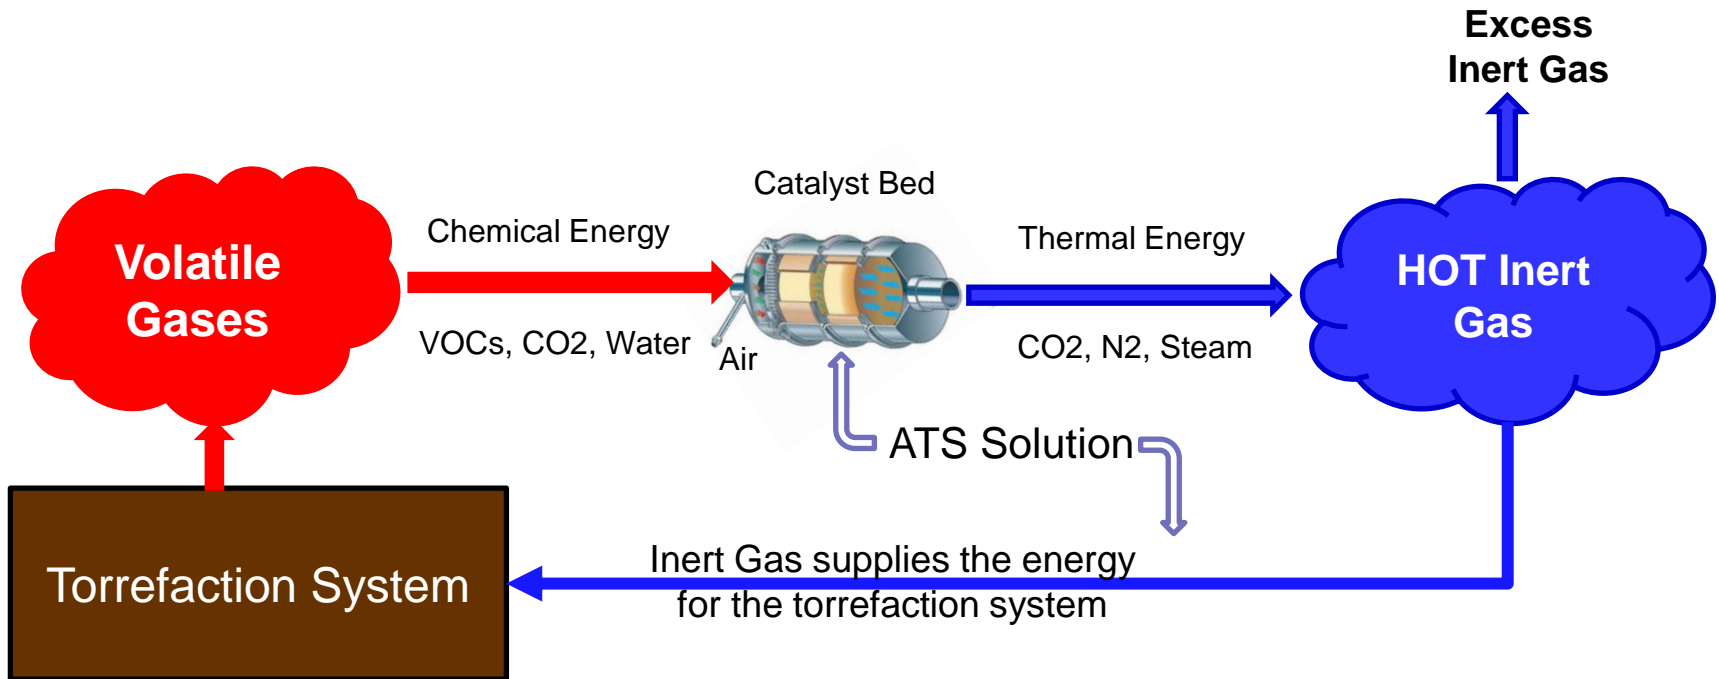 Excess
Inert Gas
Catalyst Bed
Chemical Energy
Thermal Energy
Volatile
Gases
HOT Inert
Gas
VOCs, CO2, Water
Air
CO2, N2, Steam
ATS Solution
Inert Gas supplies the energy
for the torrefaction system
Torrefaction System